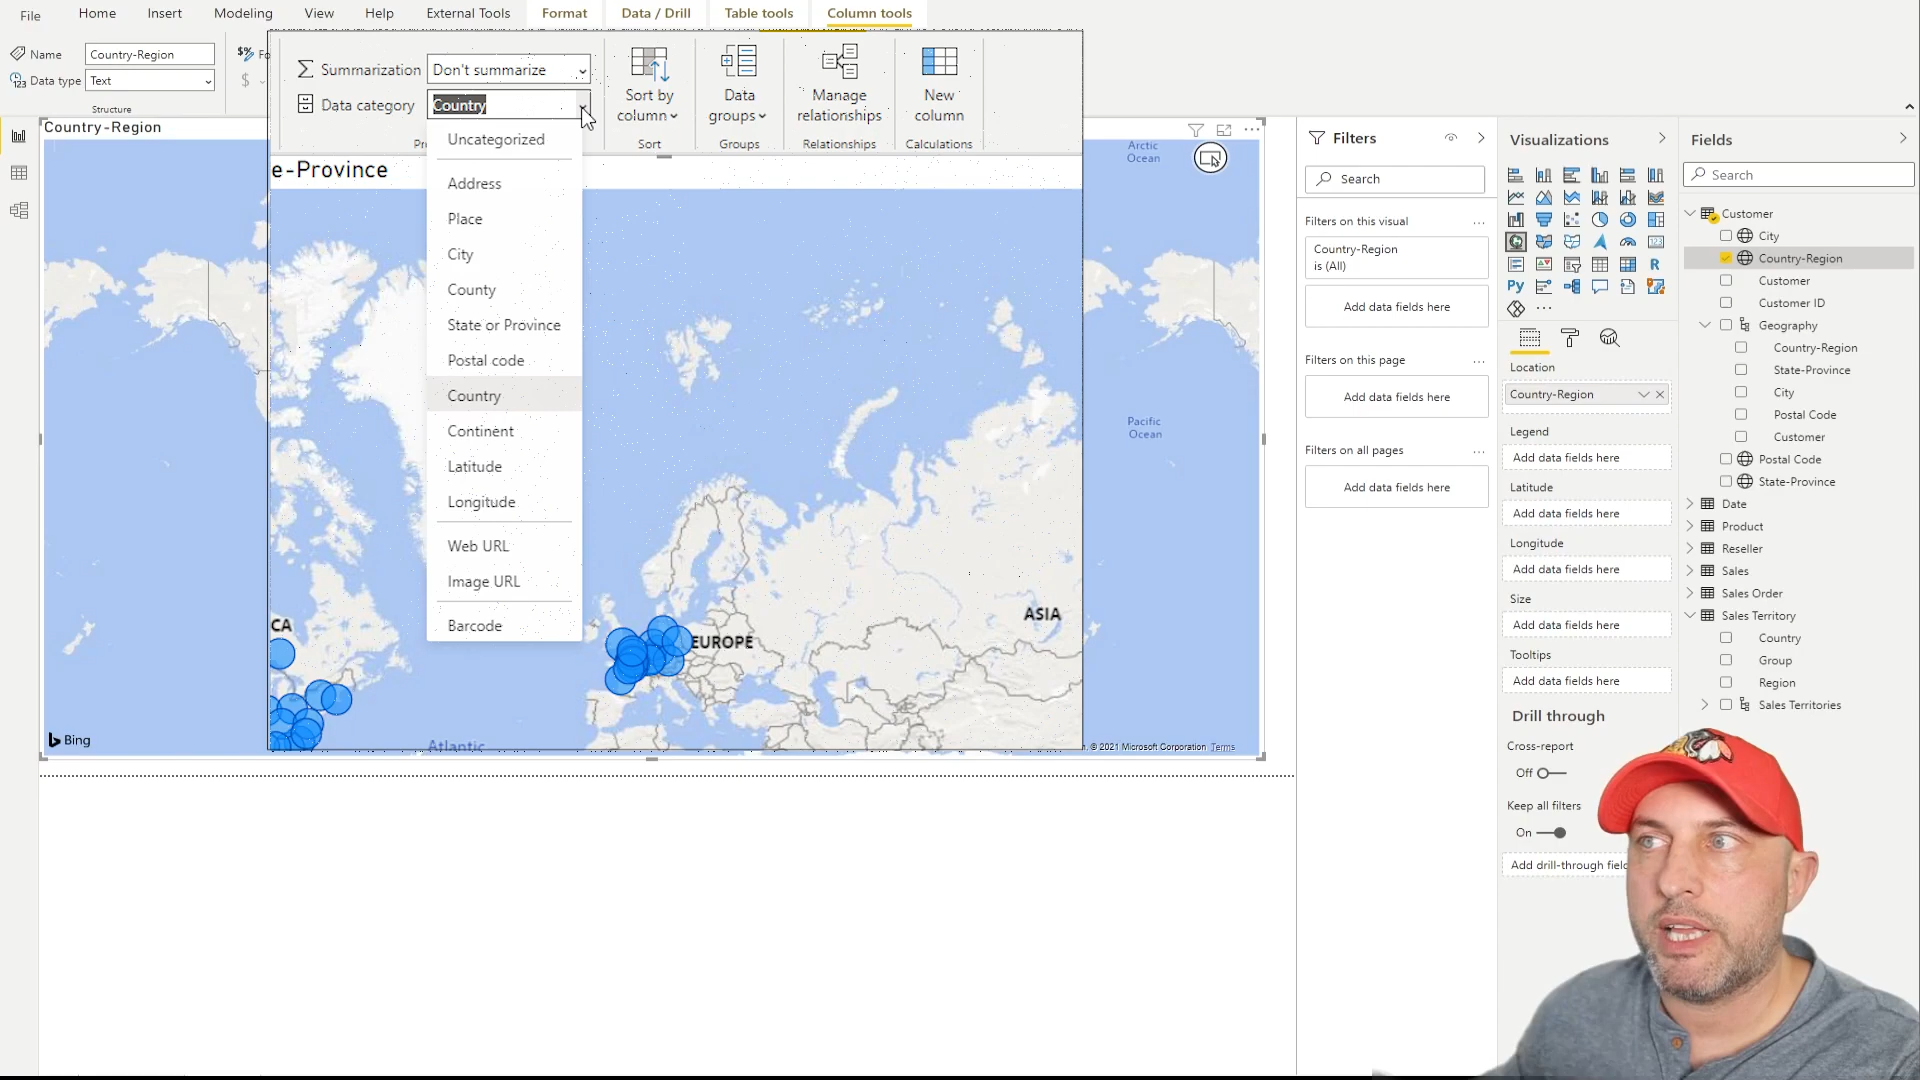 File
Home
Insert
Modeling
View
Help
External Tools
Format
Data / Drill
Table tools
Column tools
Name
Country-Region
Data type
Text
Structure
$%
Fo
$
Summarization
Don't summarize
Data category
Country
Sort by
column
Sort
Data
groups
Groups
Manage
relationships
Relationships
New
column
Calculations
Pr
Uncategorized
Address
Place
City
County
State or Province
Postal code
Country
Continent
Latitude
Longitude
Web URL
Image URL
Barcode
Country-Region
e-Province
Arctic
Ocean
Pacific
Ocean
CA
EUROPE
ASIA
Atlantic
Bing
© 2021 Microsoft Corporation Terms
Filters
Search
Filters on this visual
...
Country-Region
is (All)
Add data fields here
Filters on this page
...
Add data fields here
Filters on all pages
...
Add data fields here
Visualizations
R
Py
...
Location
Country-Region
Legend
Add data fields here
Latitude
Add data fields here
Longitude
Add data fields here
Size
Add data fields here
Tooltips
Add data fields here
Drill through
Cross-report
Off
Keep all filters
On
Add drill-through fiel
Fields
Search
Customer
City
Country-Region
Customer
Customer ID
Geography
Country-Region
State-Province
City
Postal Code
Customer
Postal Code
State-Province
Date
Product
Reseller
Sales
Sales Order
Sales Territory
Country
Group
Region
Sales Territories